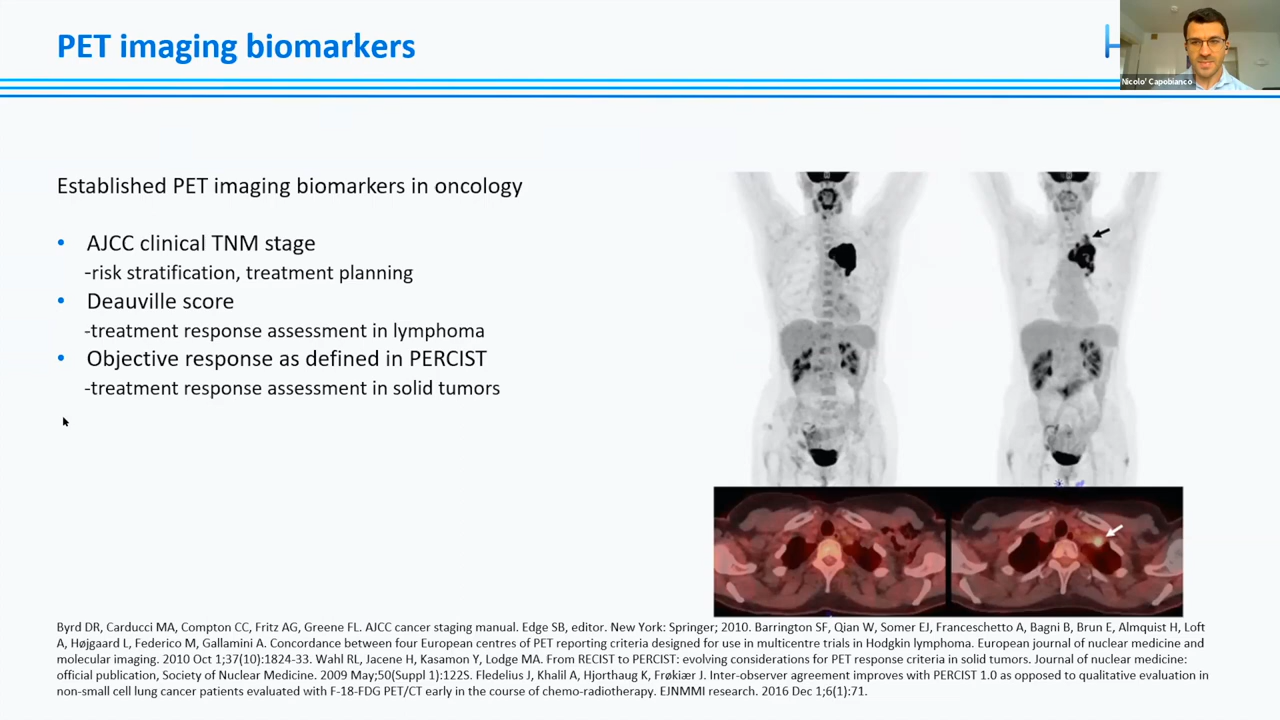 PET imaging biomarkers
H
Nicolo' Capobianco
Established PET imaging biomarkers in oncology
• AJCC clinical TNM stage
-risk stratification, treatment planning
• Deauville score
-treatment response assessment in lymphoma
• Objective response as defined in PERCIST
-treatment response assessment in solid tumors
Byrd DR, Carducci MA, Compton CC, Fritz AG, Greene FL. AJCC cancer staging manual. Edge SB, editor. New York: Springer; 2010. Barrington SF, Qian W, Somer EJ, Franceschetto A, Bagni B, Brun E, Almquist H, Loft
A, Højgaard L, Federico M, Gallamini A. Concordance between four European centres of PET reporting criteria designed for use in multicentre trials in Hodgkin lymphoma. European journal of nuclear medicine and
molecular imaging. 2010 Oct 1;37(10):1824-33. Wahl RL, Jacene H, Kasamon Y, Lodge MA. From RECIST to PERCIST: evolving considerations for PET response criteria in solid tumors. Journal of nuclear medicine:
official publication, Society of Nuclear Medicine. 2009 May;50(Suppl 1):122S. Fledelius J, Khalil A, Hjorthaug K, Frøkiær J. Inter-observer agreement improves with PERCIST 1.0 as opposed to qualitative evaluation in
non-small cell lung cancer patients evaluated with F-18-FDG PET/CT early in the course of chemo-radiotherapy. EJNMMI research. 2016 Dec 1;6(1):71.